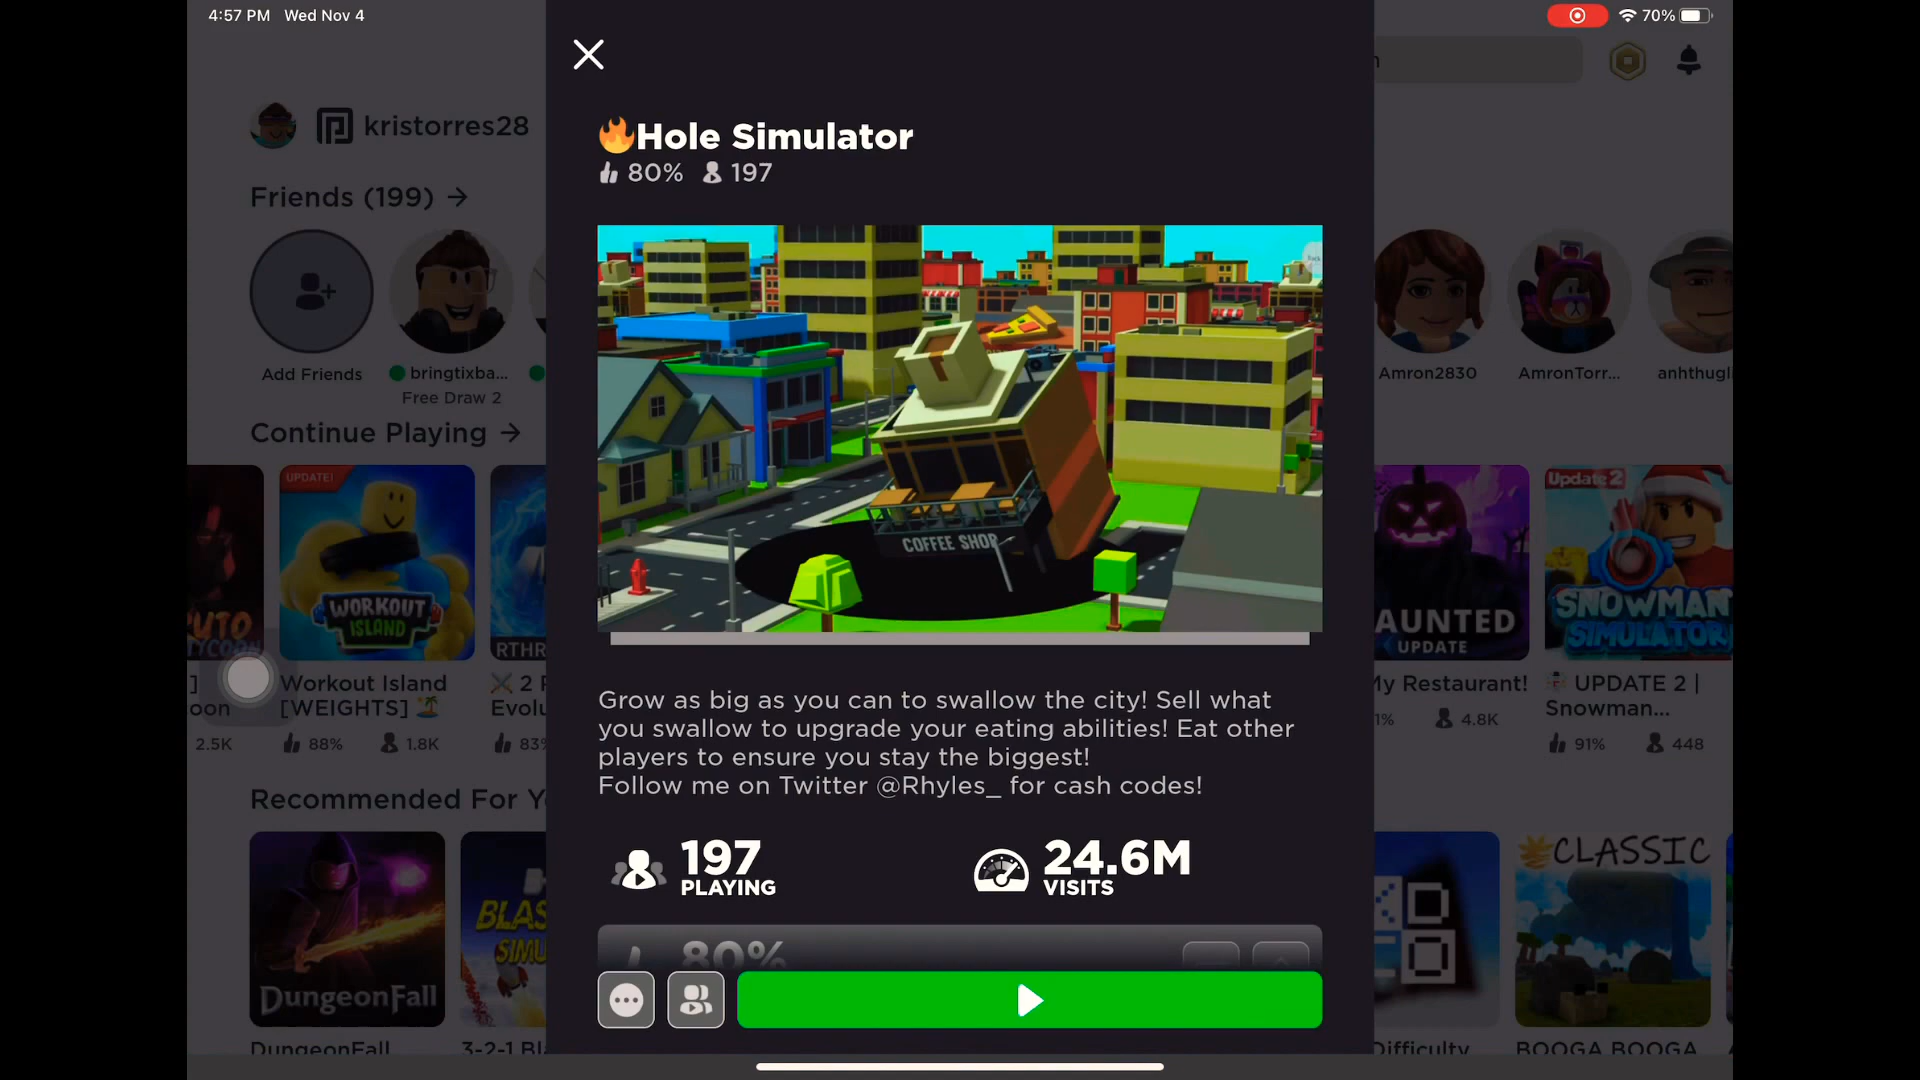 4:57 PM Wed Nov 4
70%
kristorres28
Friends (199)
Add Friends
bringtixba...
Free Draw 2
Amron2830
AmronTorr...
Continue Playing
UPDATE!
WORKOUT
ISLAND
Workout Island
[WEIGHTS]
88% 1.8K
2.5K
83%
Hole Simulator
80% 197
COFFEE SHOP
Grow as big as you can to swallow the city! Sell what
you swallow to upgrade your eating abilities! Eat other
players to ensure you stay the biggest!
Follow me on Twitter @Rhyles_ for cash codes!
197
PLAYING
24.6M
VISITS
80%
UPDATE
My Restaurant!
4.8K
Update 2
SNOWMAN
SIMULATOR
UPDATE 2 |
Snowman...
91% 448
Recommended For
DungeonFall
DungeonFall
3-2-1
Difficulty
CLASSIC
BOOGA BOOGA